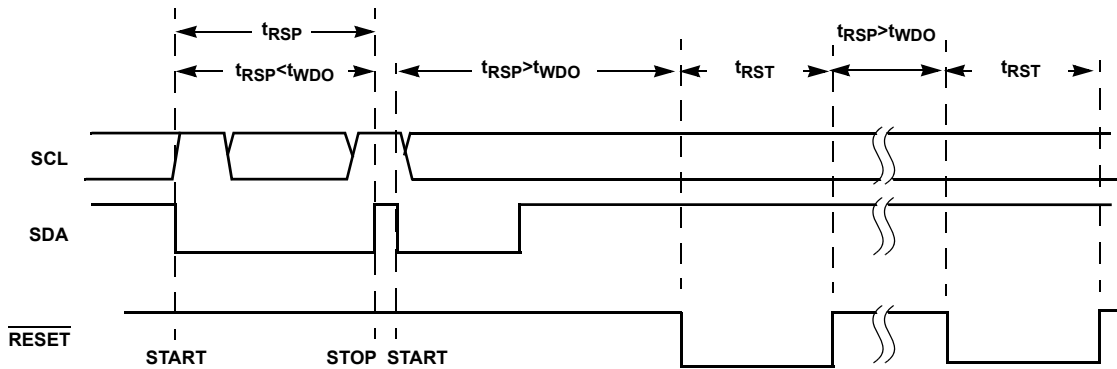 tRSP
tRSP>tWDO
tRSP<tWDO
tRSP>tWDO
tRST
tRST
SCL
SDA
RESET
START
STOP
START